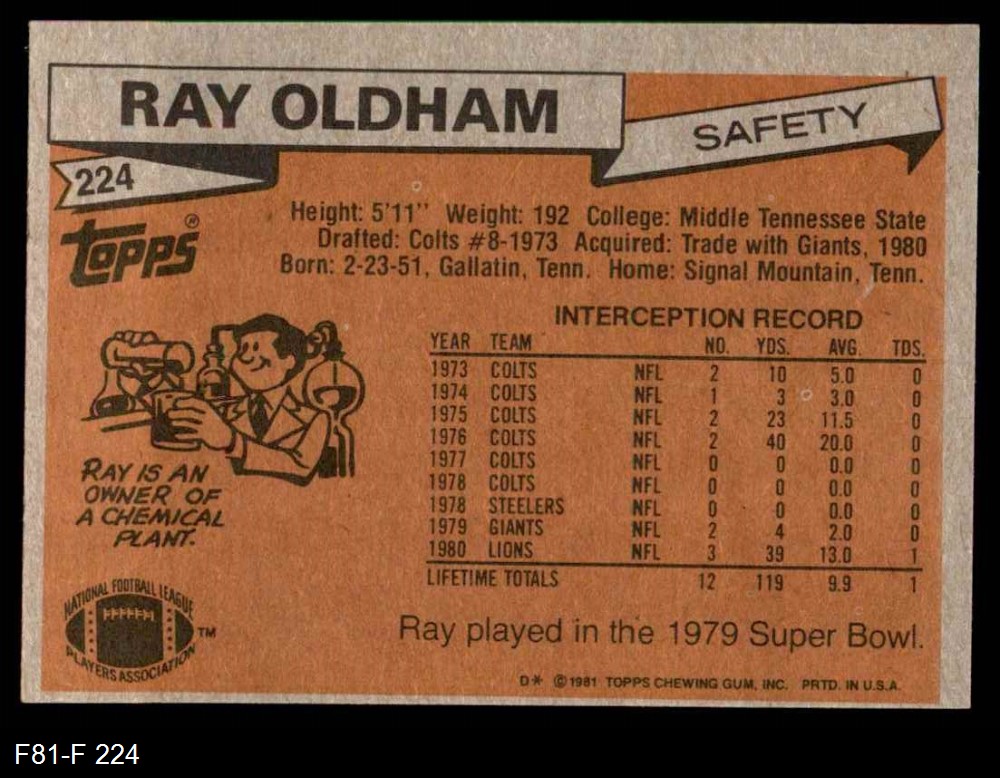 RAY OLDHAM
SAFETY
224
Topps®
Height: 5'11" Weight: 192 College: Middle Tennessee State
Drafted: Colts #8-1973 Acquired: Trade with Giants, 1980
Born: 2-23-51, Gallatin, Tenn. Home: Signal Mountain, Tenn.
INTERCEPTION RECORD
YEAR TEAM NO. YDS. AVG. TDS.
1973 COLTS NFL 2 10 5.0 0
1974 COLTS NFL 1 3 3.0 0
1975 COLTS NFL 2 23 11.5 0
1976 COLTS NFL 2 40 20.0 0
1977 COLTS NFL 0 0 0.0 0
1978 COLTS NFL 0 0 0.0 0
1978 STEELERS NFL 0 0 0.0 0
1979 GIANTS NFL 2 4 2.0 0
1980 LIONS NFL 3 39 13.0 1
LIFETIME TOTALS 12 119 9.9 1
RAY IS AN
OWNER OF
A CHEMICAL
PLANT.
NATIONAL FOOTBALL LEAGUE
PLAYERS ASSOCIATION
TM
Ray played in the 1979 Super Bowl.
D* © 1981 TOPPS CHEWING GUM, INC. PRTD. IN U.S.A.
F81-F 224